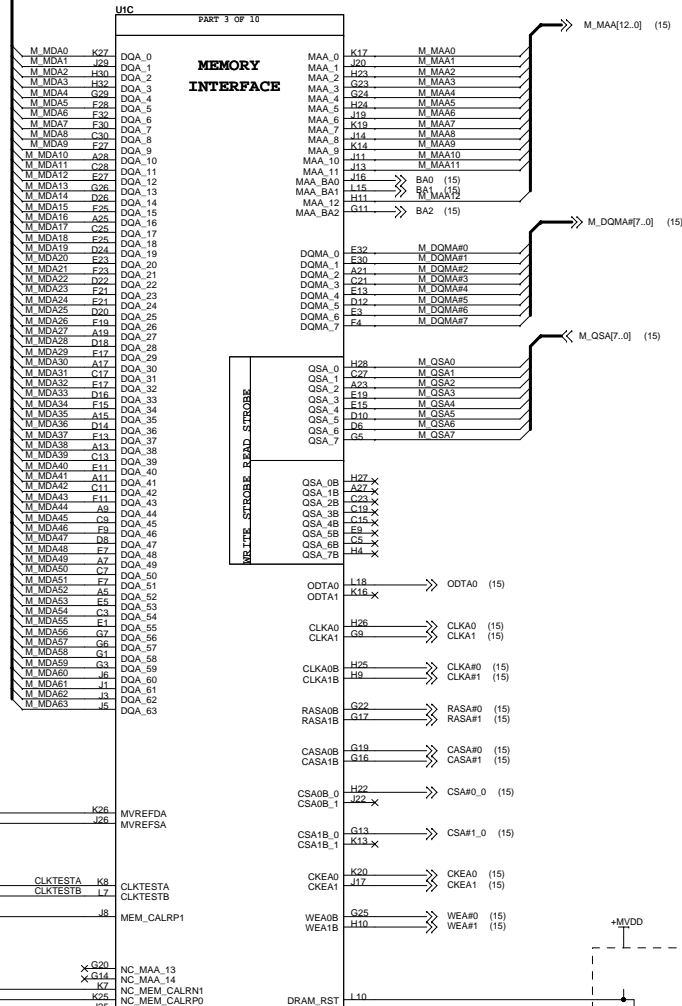 U1C
PART 3 OF 10
MEMORY
INTERFACE
M_MDA0 K27 DQA_0
M_MDA1 J29 DQA_1
M_MDA2 H30 DQA_2
M_MDA3 H32 DQA_3
M_MDA4 G29 DQA_4
M_MDA5 F28 DQA_5
M_MDA6 F32 DQA_6
M_MDA7 F30 DQA_7
M_MDA8 C30 DQA_8
M_MDA9 F27 DQA_9
M_MDA10 A28 DQA_10
M_MDA11 C28 DQA_11
M_MDA12 E27 DQA_12
M_MDA13 G26 DQA_13
M_MDA14 D26 DQA_14
M_MDA15 F25 DQA_15
M_MDA16 A25 DQA_16
M_MDA17 C25 DQA_17
M_MDA18 E25 DQA_18
M_MDA19 D24 DQA_19
M_MDA20 E23 DQA_20
M_MDA21 F23 DQA_21
M_MDA22 D22 DQA_22
M_MDA23 F21 DQA_23
M_MDA24 E21 DQA_24
M_MDA25 D20 DQA_25
M_MDA26 F19 DQA_26
M_MDA27 A19 DQA_27
M_MDA28 D18 DQA_28
M_MDA29 F17 DQA_29
M_MDA30 A17 DQA_30
M_MDA31 C17 DQA_31
M_MDA32 E17 DQA_32
M_MDA33 D16 DQA_33
M_MDA34 F15 DQA_34
M_MDA35 A15 DQA_35
M_MDA36 D14 DQA_36
M_MDA37 F13 DQA_37
M_MDA38 A13 DQA_38
M_MDA39 C13 DQA_39
M_MDA40 E11 DQA_40
M_MDA41 A11 DQA_41
M_MDA42 C11 DQA_42
M_MDA43 F11 DQA_43
M_MDA44 A9 DQA_44
M_MDA45 C9 DQA_45
M_MDA46 F9 DQA_46
M_MDA47 D8 DQA_47
M_MDA48 E7 DQA_48
M_MDA49 A7 DQA_49
M_MDA50 C7 DQA_50
M_MDA51 F7 DQA_51
M_MDA52 A5 DQA_52
M_MDA53 E5 DQA_53
M_MDA54 C3 DQA_54
M_MDA55 E1 DQA_55
M_MDA56 G7 DQA_56
M_MDA57 G6 DQA_57
M_MDA58 G1 DQA_58
M_MDA59 G3 DQA_59
M_MDA60 J6 DQA_60
M_MDA61 J1 DQA_61
M_MDA62 J3 DQA_62
M_MDA63 J5 DQA_63
K26 MVREFDA
J26 MVREFSA
CLKTESTA K8 CLKTESTA
CLKTESTB L7 CLKTESTB
J8 MEM_CALRP1
G20 NC_MAA_13
G14 NC_MAA_14
K7 NC_MEM_CALRN1
K25 NC_MEM_CALRP0
J25
WRITE STROBE READ STROBE
M_MAA[12..0] (15)
MAA_0 K17 M_MAA0
MAA_1 J20 M_MAA1
MAA_2 H23 M_MAA2
MAA_3 G23 M_MAA3
MAA_4 G24 M_MAA4
MAA_5 H24 M_MAA5
MAA_6 J19 M_MAA6
MAA_7 K19 M_MAA7
MAA_8 J14 M_MAA8
MAA_9 K14 M_MAA9
MAA_10 J11 M_MAA10
MAA_11 J13 M_MAA11
MAA_BA0 J16 BA0 (15)
MAA_BA1 L15 BA1 (15)
MAA_12 H11 M_MAA12
MAA_BA2 G11 BA2 (15)
M_DQMA#[7..0] (15)
DQMA_0 E32 M_DQMA#0
DQMA_1 E30 M_DQMA#1
DQMA_2 A21 M_DQMA#2
DQMA_3 C21 M_DQMA#3
DQMA_4 E13 M_DQMA#4
DQMA_5 D12 M_DQMA#5
DQMA_6 E3 M_DQMA#6
DQMA_7 F4 M_DQMA#7
M_QSA[7..0] (15)
QSA_0 H28 M_QSA0
QSA_1 C27 M_QSA1
QSA_2 A23 M_QSA2
QSA_3 E19 M_QSA3
QSA_4 E15 M_QSA4
QSA_5 D10 M_QSA5
QSA_6 D6 M_QSA6
QSA_7 G5 M_QSA7
QSA_0B H27
QSA_1B A27
QSA_2B C23
QSA_3B C19
QSA_4B C15
QSA_5B E9
QSA_6B C5
QSA_7B H4
ODTA0 L18 ODTA0 (15)
ODTA1 K16
CLKA0 H26 CLKA0 (15)
CLKA1 G9 CLKA1 (15)
CLKA0B H25 CLKA#0 (15)
CLKA1B H9 CLKA#1 (15)
RASA0B G22 RASA#0 (15)
RASA1B G17 RASA#1 (15)
CASA0B G19 CASA#0 (15)
CASA1B G16 CASA#1 (15)
CSA0B_0 H22 CSA#0_0 (15)
CSA0B_1 J22
CSA1B_0 G13 CSA#1_0 (15)
CSA1B_1 K13
CKEA0 K20 CKEA0 (15)
CKEA1 J17 CKEA1 (15)
WEA0B G25 WEA#0 (15)
WEA1B H10 WEA#1 (15)
+MVDD
DRAM_RST L10